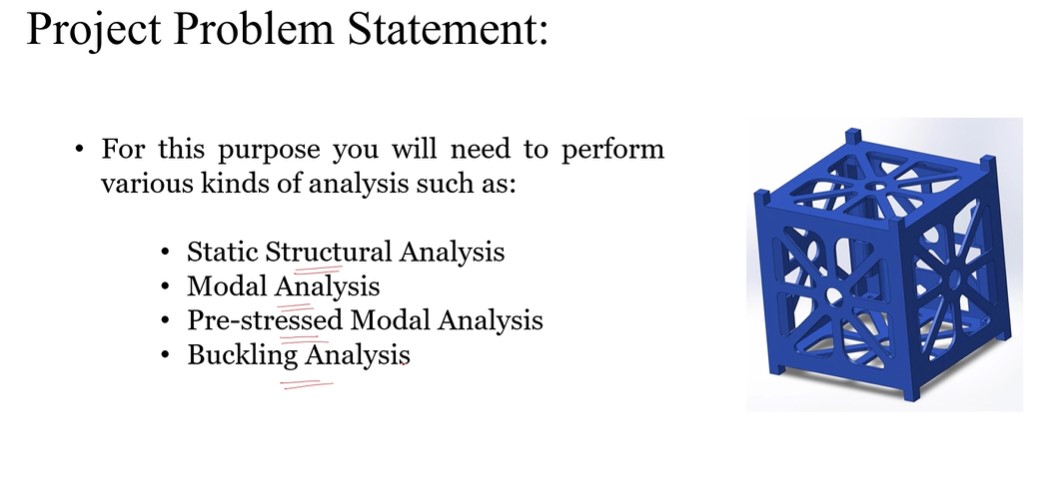 Project Problem Statement:
• For this purpose you will need to perform
various kinds of analysis such as:
• Static Structural Analysis
• Modal Analysis
• Pre-stressed Modal Analysis
• Buckling Analysis